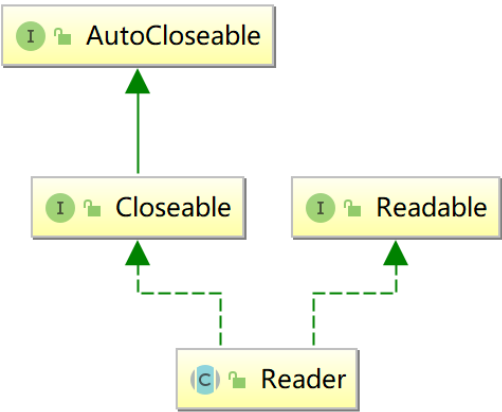 I AutoCloseable
I Closeable
I Readable
C Reader